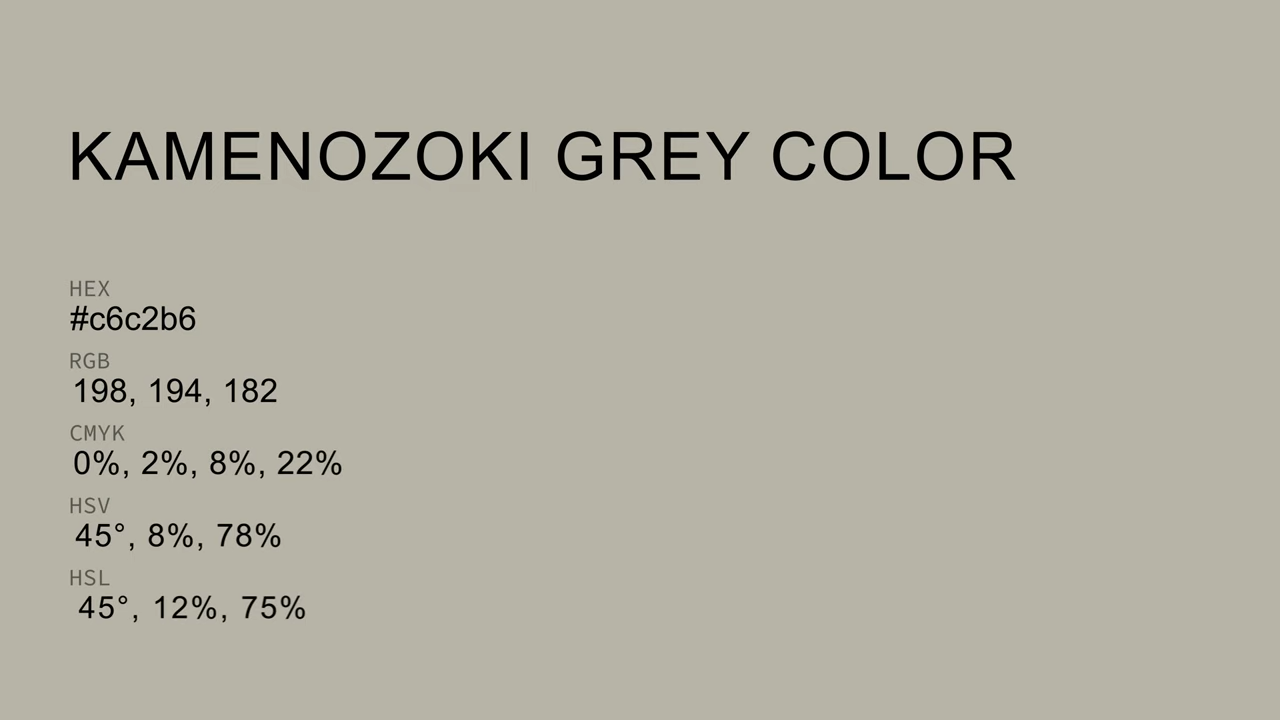 KAMENOZOKI GREY COLOR
HEX
#c6c2b6
RGB
198, 194, 182
CMYK
0%, 2%, 8%, 22%
HSV
45°, 8%, 78%
HSL
45°, 12%, 75%